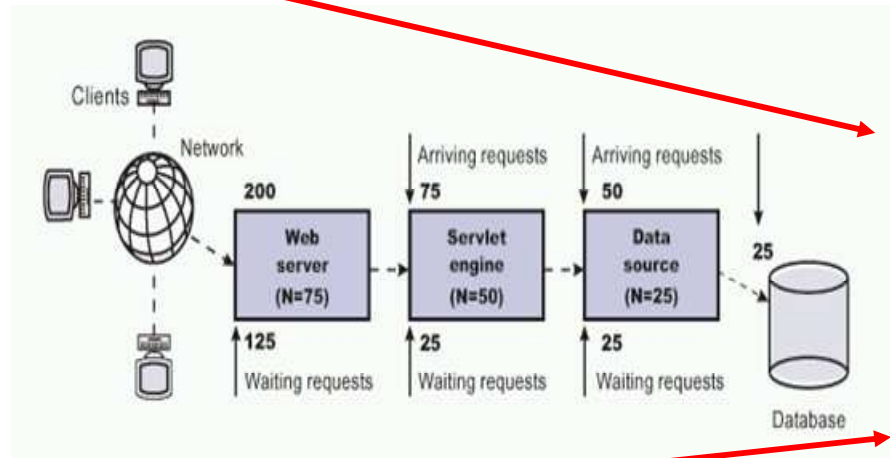 Clients
Network
Arriving requests
Arriving requests
200
75
50
25
Web
server
(N=75)
Servlet
engine
(N=50)
Data
source
(N=25)
125
25
25
Waiting requests
Waiting requests
Waiting requests
Database